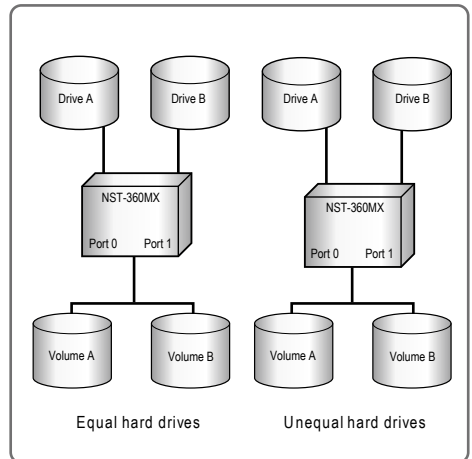 Drive A Drive B Drive A Drive B
NST-360MX NST-360MX
Port 0 Port 1 Port 0 Port 1
Volume A Volume B Volume A Volume B
Equal hard drives Unequal hard drives